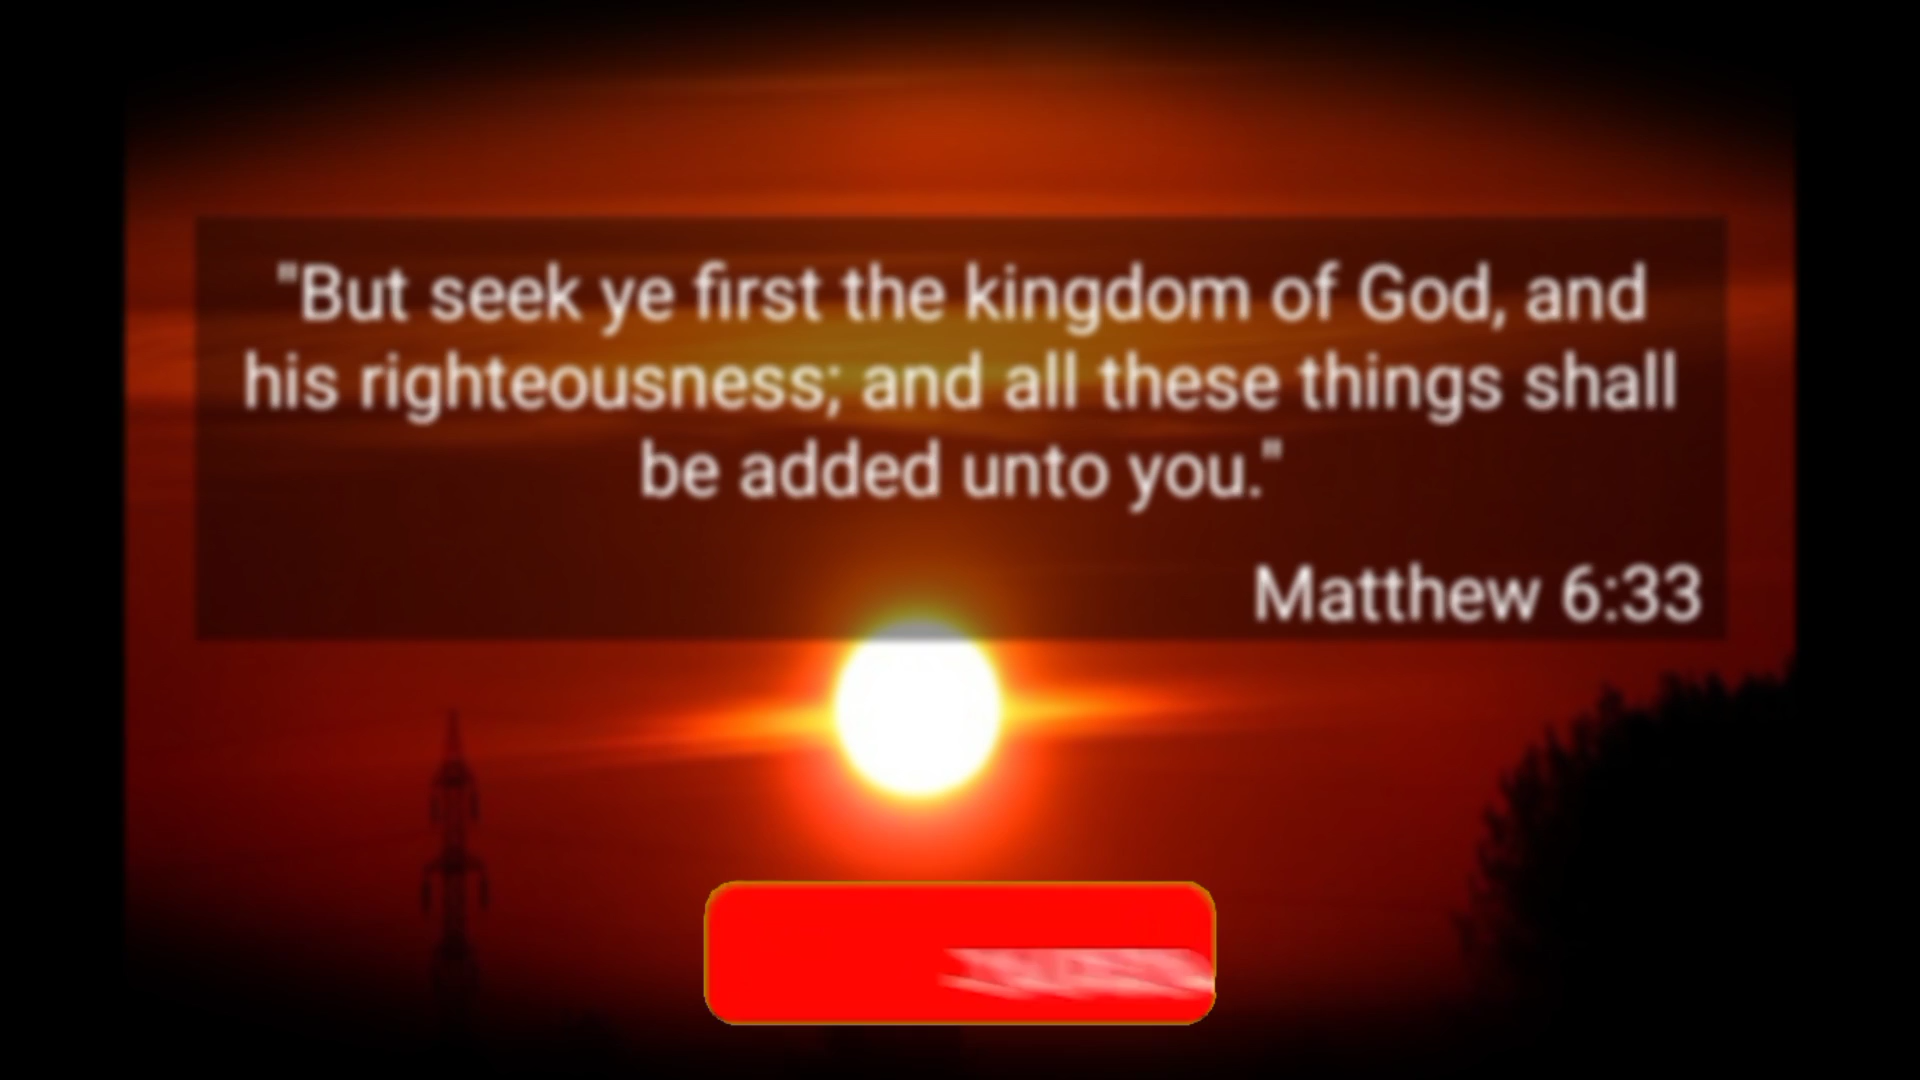 "But seek ye first the kingdom of God, and
his righteousness; and all these things shall
be added unto you."
Matthew 6:33